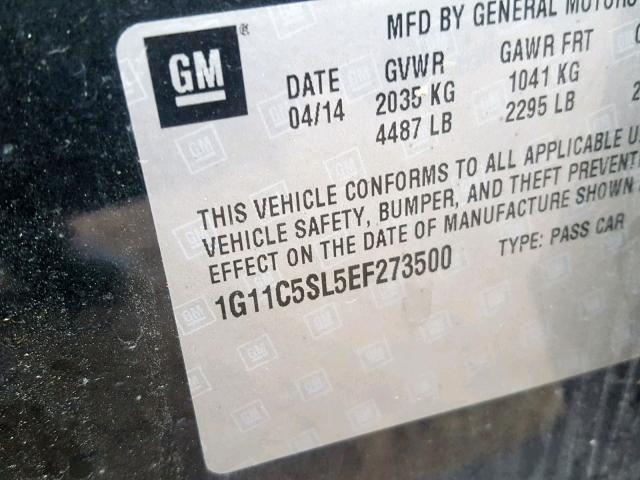 MFD BY GENERAL MOTORS
GM
DATE GVWR GAWR FRT
04/14 2035 KG 1041 KG
4487 LB 2295 LB
THIS VEHICLE CONFORMS TO ALL APPLICABLE
VEHICLE SAFETY, BUMPER, AND THEFT PREVENT
EFFECT ON THE DATE OF MANUFACTURE SHOWN
1G11C5SL5EF273500 TYPE: PASS CAR